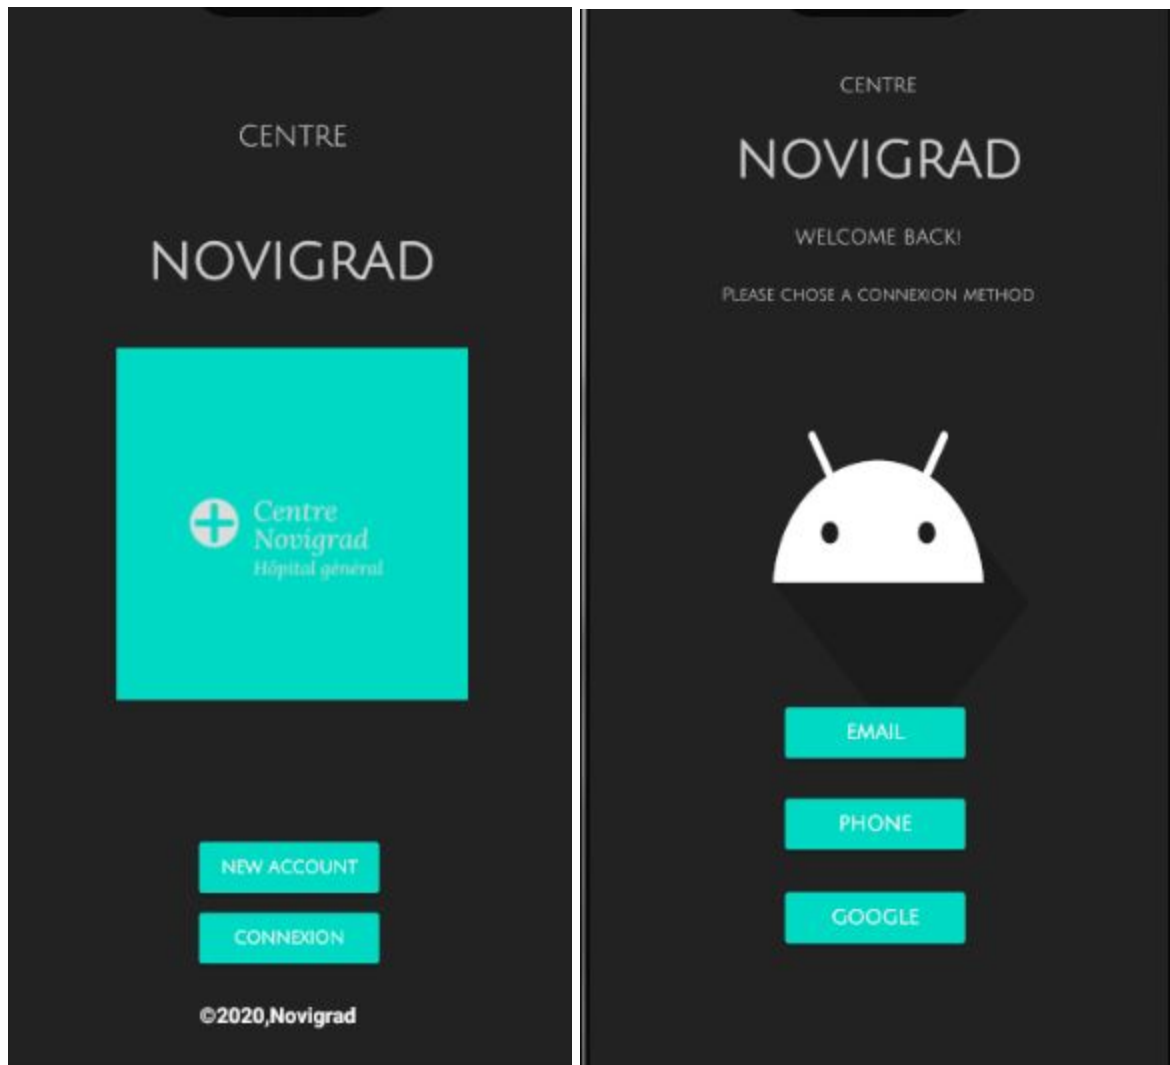 CENTRE
NOVIGRAD
Centre
Novigrad
Hôpital général
NEW ACCOUNT
CONNEXION
©2020,Novigrad
CENTRE
NOVIGRAD
WELCOME BACK!
PLEASE CHOSE A CONNEXION METHOD
EMAIL
PHONE
GOOGLE